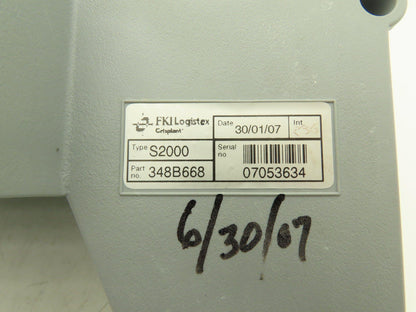 FKI Logistex
Crisplant
Date 30/01/07 Int.
Type S2000 Serial no
Part no. 348B668 07053634
6/30/07